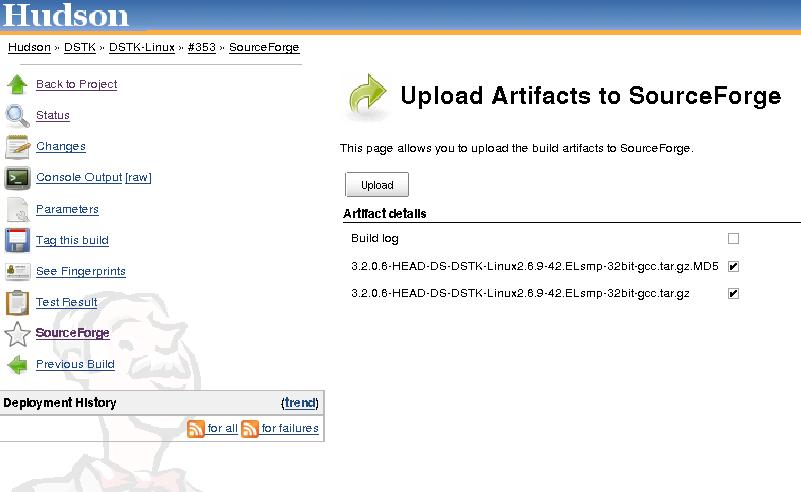 Hudson
Hudson » DSTK » DSTK-Linux » #353 » SourceForge
Back to Project
Status
Changes
Console Output [raw]
Parameters
Tag this build
See Fingerprints
Test Result
SourceForge
Previous Build
Deployment History (trend)
for all for failures
Upload Artifacts to SourceForge
This page allows you to upload the build artifacts to SourceForge.
Upload
Artifact details
Build log
3.2.0.6-HEAD-DS-DSTK-Linux2.6.9-42.ELsmp-32bit-gcc.tar.gz.MD5
3.2.0.6-HEAD-DS-DSTK-Linux2.6.9-42.ELsmp-32bit-gcc.tar.gz